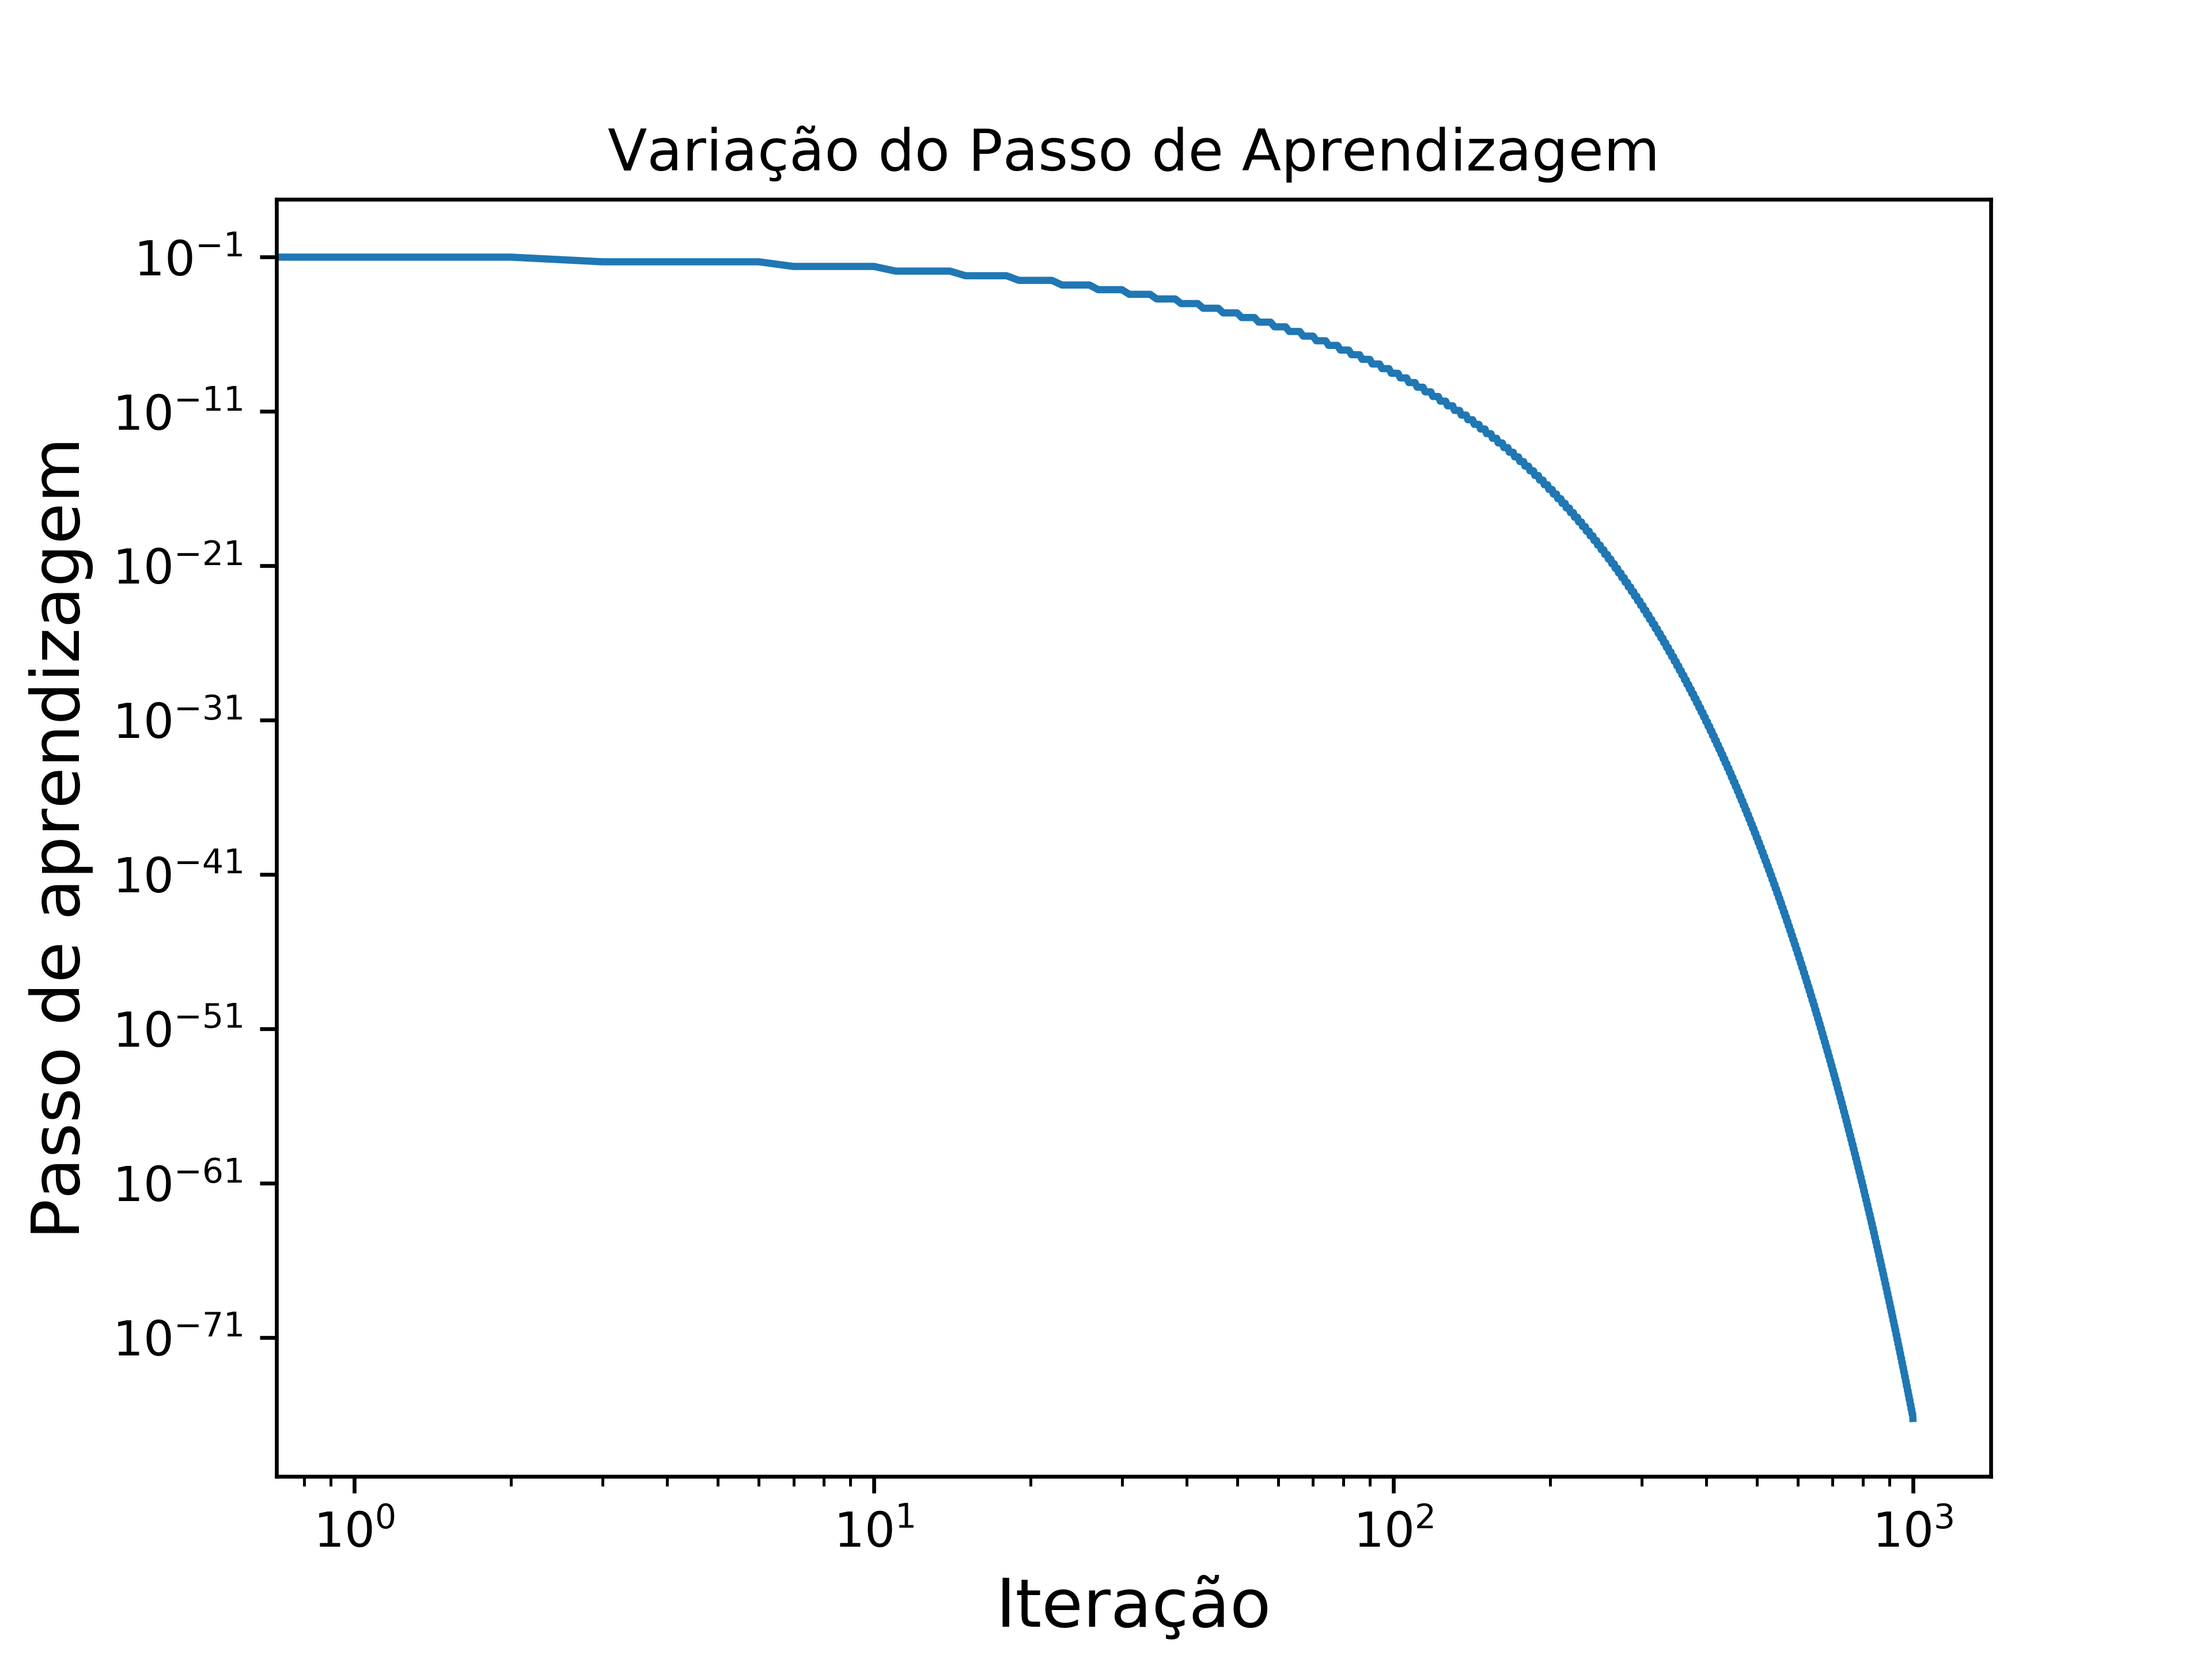 Variação do Passo de Aprendizagem
Passo de aprendizagem
10⁻¹
10⁻¹¹
10⁻²¹
10⁻³¹
10⁻⁴¹
10⁻⁵¹
10⁻⁶¹
10⁻⁷¹
10⁰ 10¹ 10² 10³
Iteração